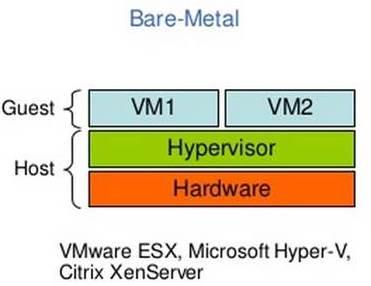 Bare-Metal
Guest
VM1
VM2
Host
Hypervisor
Hardware
VMware ESX, Microsoft Hyper-V,
Citrix XenServer